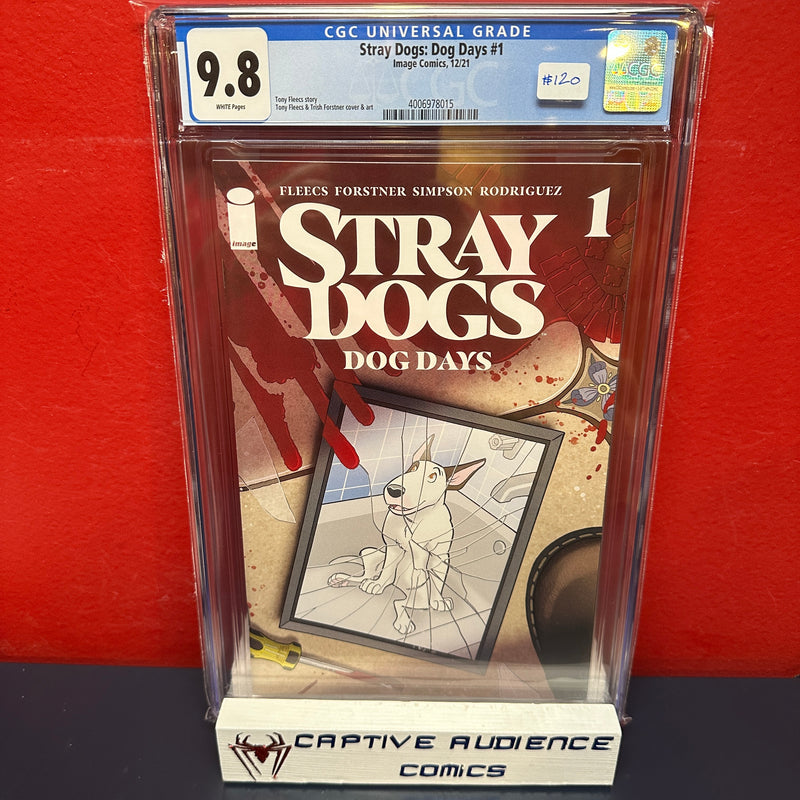 CGC UNIVERSAL GRADE
9.8
WHITE Pages
Stray Dogs: Dog Days #1
Image Comics, 12/21
CGC
Tony Fleecs story
Tony Fleecs & Trish Forstner cover & art
4006978015
#120
CGC
FLEECS FORSTNER SIMPSON RODRIGUEZ
i
image
STRAY
DOGS
DOG DAYS
1
CAPTIVE AUDIENCE
COMICS